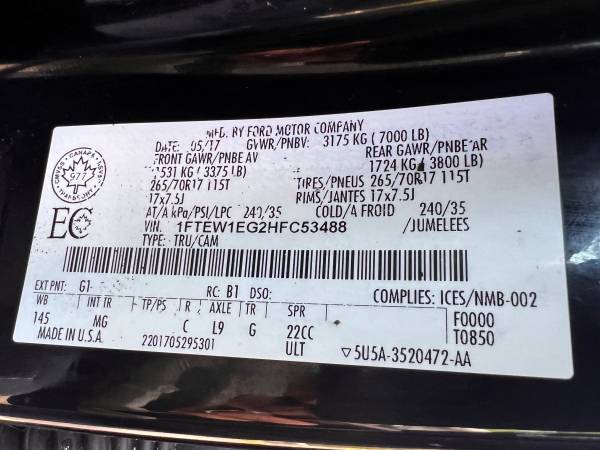 MFD. BY FORD MOTOR COMPANY
DATE: 05/17 GVWR/PNBV: 3175 KG ( 7000 LB)
FRONT GAWR/PNBE AV REAR GAWR/PNBE AR
1531 KG ( 3375 LB) 1724 KG ( 3800 LB)
265/70R17 115T TIRES/PNEUS 265/70R17 115T
17x7.5J RIMS/JANTES 17x7.5J
AT/A kPa/PSI/LPC 240/35 COLD/A FROID 240/35
VIN: 1FTEW1EG2HFC53488 /JUMELEES
TYPE: TRU/CAM
CANADA
977
EC
EXT PNT: G1 RC: B1 DSO: COMPLIES: ICES/NMB-002
WB INT TR TP/PS R AXLE TR SPR F0000
145 MG C L9 G 22CC T0850
MADE IN U.S.A. 2201705295301 ULT ▽5U5A-3520472-AA